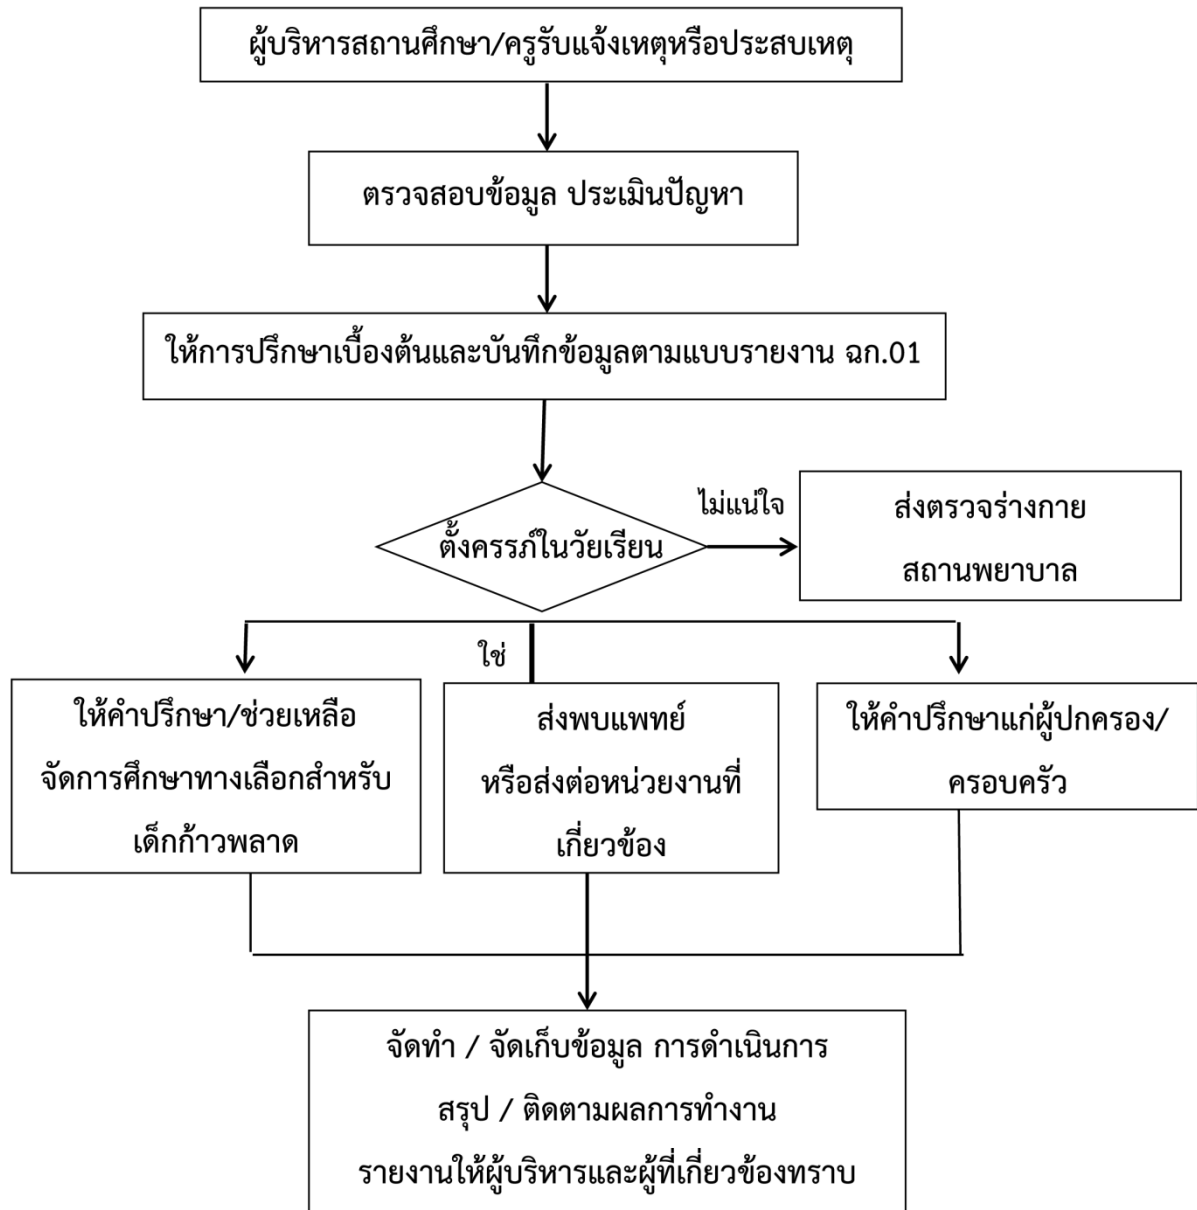 ผู้บริหารสถานศึกษา/ครูรับแจ้งเหตุหรือประสบเหตุ
ตรวจสอบข้อมูล ประเมินปัญหา
ให้การปรึกษาเบื้องต้นและบันทึกข้อมูลตามแบบรายงาน ฉก.01
ตั้งครรภ์ในวัยเรียน
ไม่แน่ใจ
ส่งตรวจร่างกาย
สถานพยาบาล
ใช่
ให้คำปรึกษา/ช่วยเหลือ
จัดการศึกษาทางเลือกสำหรับ
เด็กก้าวพลาด
ส่งพบแพทย์
หรือส่งต่อหน่วยงานที่
เกี่ยวข้อง
ให้คำปรึกษาแก่ผู้ปกครอง/
ครอบครัว
จัดทำ / จัดเก็บข้อมูล การดำเนินการ
สรุป / ติดตามผลการทำงาน
รายงานให้ผู้บริหารและผู้ที่เกี่ยวข้องทราบ